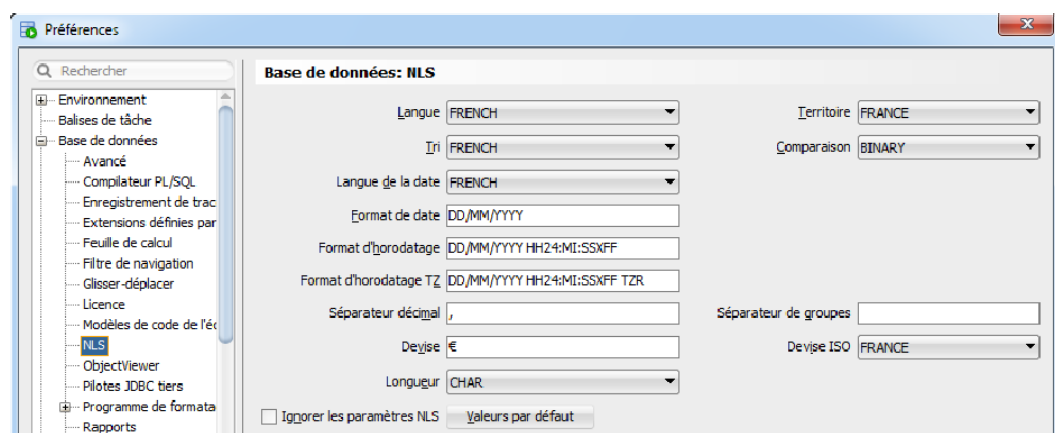 Préférences
Rechercher
Environnement
Balises de tâche
Base de données
Avancé
Compilateur PL/SQL
Enregistrement de trac
Extensions définies par
Feuille de calcul
Filtre de navigation
Glisser-déplacer
Licence
Modèles de code de l'éc
NLS
ObjectViewer
Pilotes JDBC tiers
Programme de formata
Rapports
Base de données: NLS
Langue FRENCH Territoire FRANCE
Tri FRENCH Comparaison BINARY
Langue de la date FRENCH
Format de date DD/MM/YYYY
Format d'horodatage DD/MM/YYYY HH24:MI:SSXFF
Format d'horodatage TZ DD/MM/YYYY HH24:MI:SSXFF TZR
Séparateur décimal , Séparateur de groupes
Devise € Devise ISO FRANCE
Longueur CHAR
Ignorer les paramètres NLS Valeurs par défaut